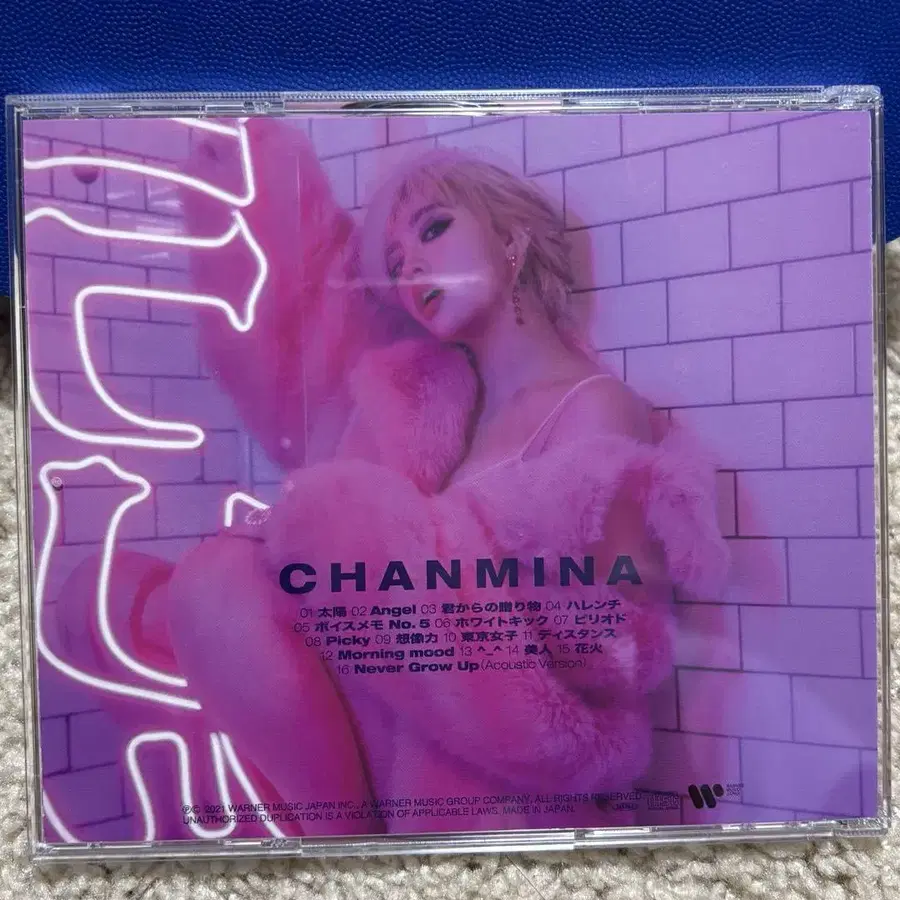 CHANMINA
01 太陽 02 Angel 03 君からの贈り物 04 ハレンチ
05 ボイスメモ No. 5 06 ホワイトキック 07 ピリオド
08 Picky 09 想像力 10 東京女子 11 ディスタンス
12 Morning mood 13 ^_^ 14 美人 15 花火
16 Never Grow Up (Acoustic Version)
℗© 2021 WARNER MUSIC JAPAN INC., A WARNER MUSIC GROUP COMPANY, ALL RIGHTS RESERVED.
UNAUTHORIZED DUPLICATION IS A VIOLATION OF APPLICABLE LAWS. MADE IN JAPAN.